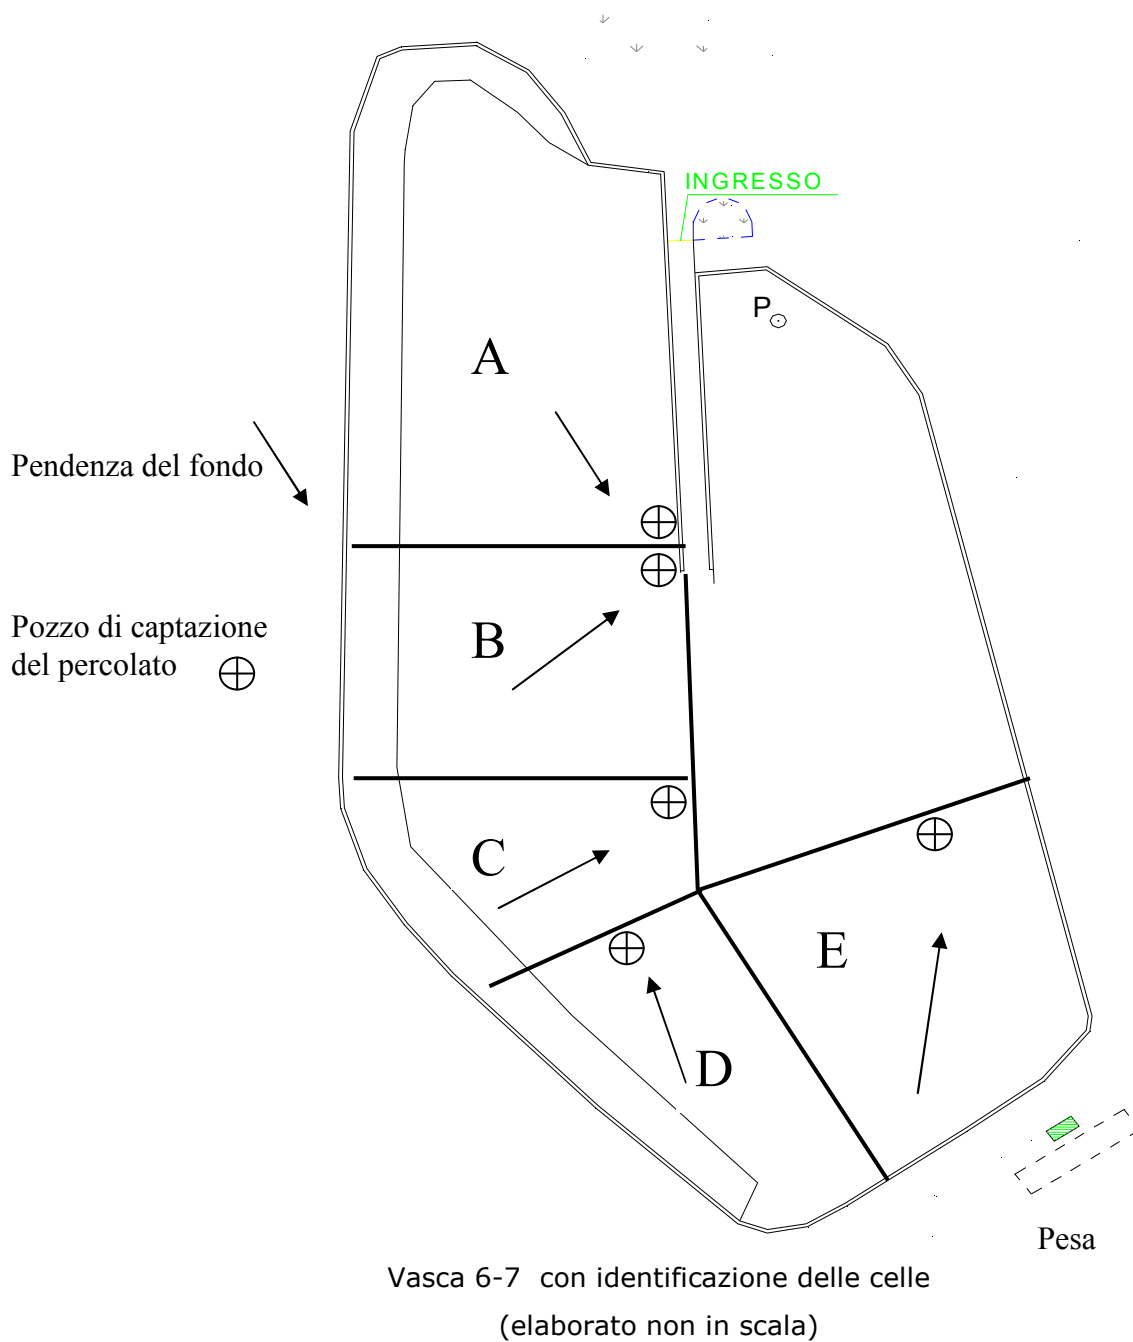 INGRESSO
P
A
Pendenza del fondo
B
Pozzo di captazione
del percolato
C
E
D
Pesa
Vasca 6-7 con identificazione delle celle
(elaborato non in scala)